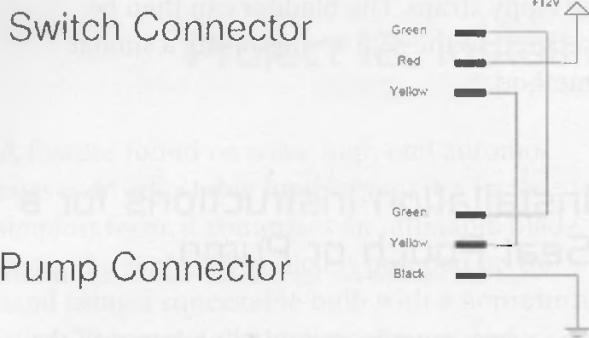 +12v
Switch Connector
Green
Red
Yellow
Green
Yellow
Pump Connector
Black